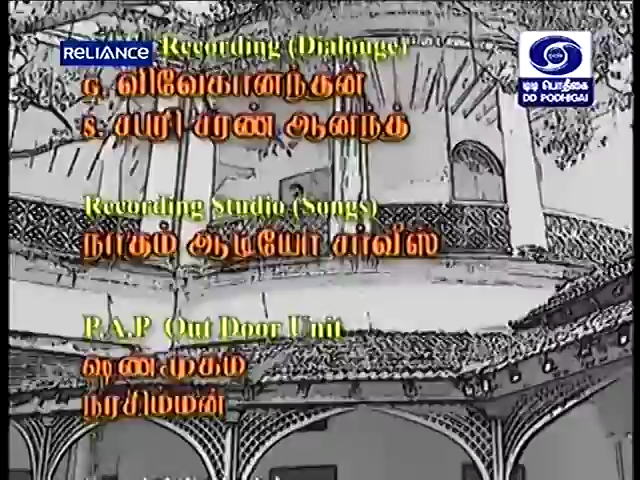 RELIANCE
Recording (Dialouge)
G. விவேகானந்தன்
S. சபரி சரண் ஆனந்த்
டிடி பொதிகை
DD PODHIGAI
Recording Studio (Songs)
நாதம் ஆடியோ சர்வீஸ்
P.A.P Out Door Unit
ஷண்முகம்
நரசிம்மன்